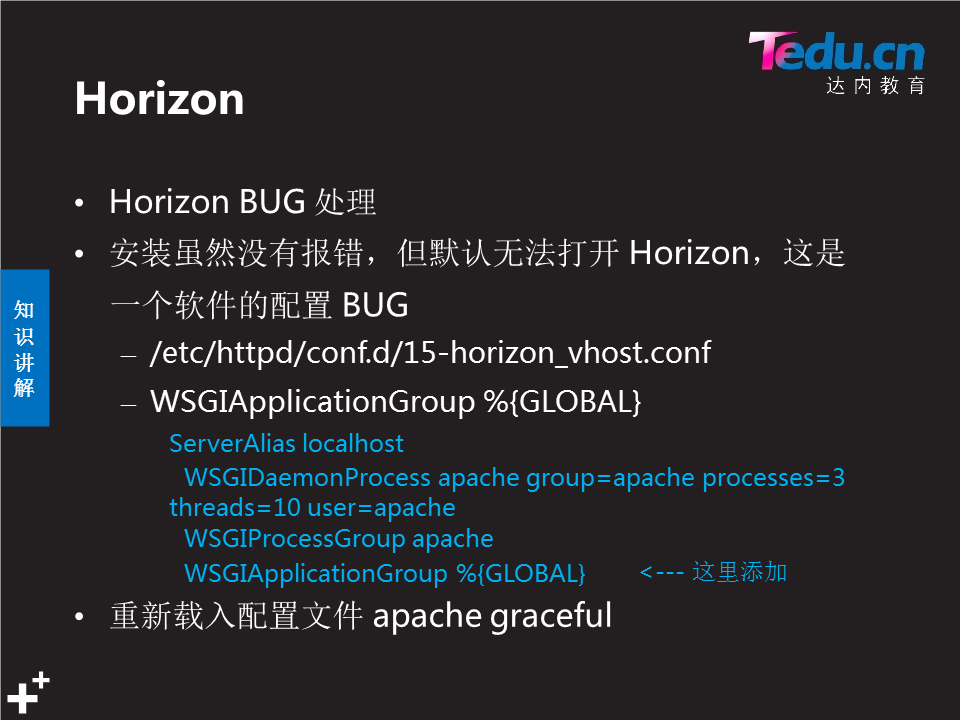 Tedu.cn
达内教育
Horizon
• Horizon BUG 处理
• 安装虽然没有报错，但默认无法打开 Horizon，这是
一个软件的配置 BUG
– /etc/httpd/conf.d/15-horizon_vhost.conf
– WSGIApplicationGroup %{GLOBAL}
ServerAlias localhost
WSGIDaemonProcess apache group=apache processes=3
threads=10 user=apache
WSGIProcessGroup apache
WSGIApplicationGroup %{GLOBAL} <--- 这里添加
• 重新载入配置文件 apache graceful
知
识
讲
解